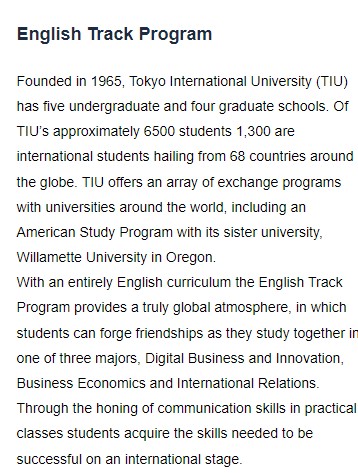 English Track Program
Founded in 1965, Tokyo International University (TIU)
has five undergraduate and four graduate schools. Of
TIU's approximately 6500 students 1,300 are
international students hailing from 68 countries around
the globe. TIU offers an array of exchange programs
with universities around the world, including an
American Study Program with its sister university,
Willamette University in Oregon.
With an entirely English curriculum the English Track
Program provides a truly global atmosphere, in which
students can forge friendships as they study together in
one of three majors, Digital Business and Innovation,
Business Economics and International Relations.
Through the honing of communication skills in practical
classes students acquire the skills needed to be
successful on an international stage.